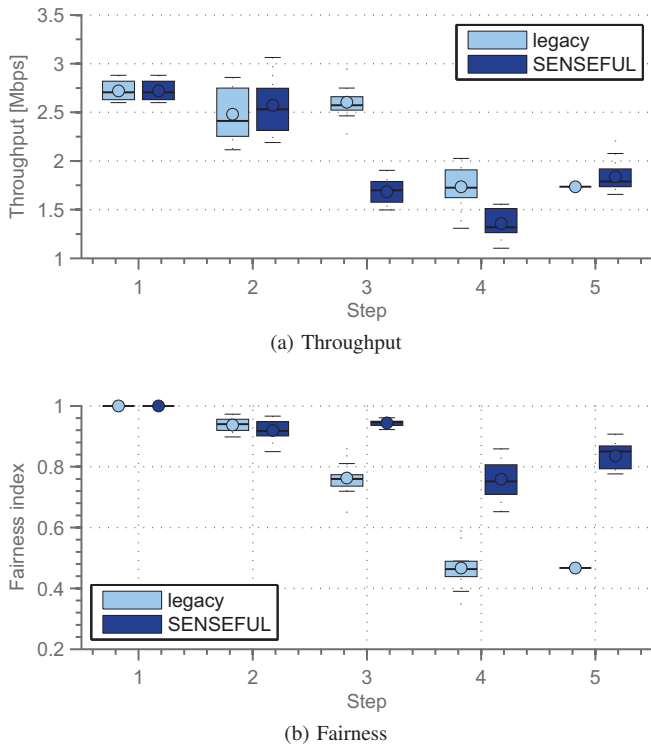 Throughput [Mbps]
3.5
3
2.5
2
1.5
1
legacy
SENSEFUL
1 2 3 4 5
Step
(a) Throughput
Fairness index
1
0.8
0.6
0.4
0.2
legacy
SENSEFUL
1 2 3 4 5
Step
(b) Fairness